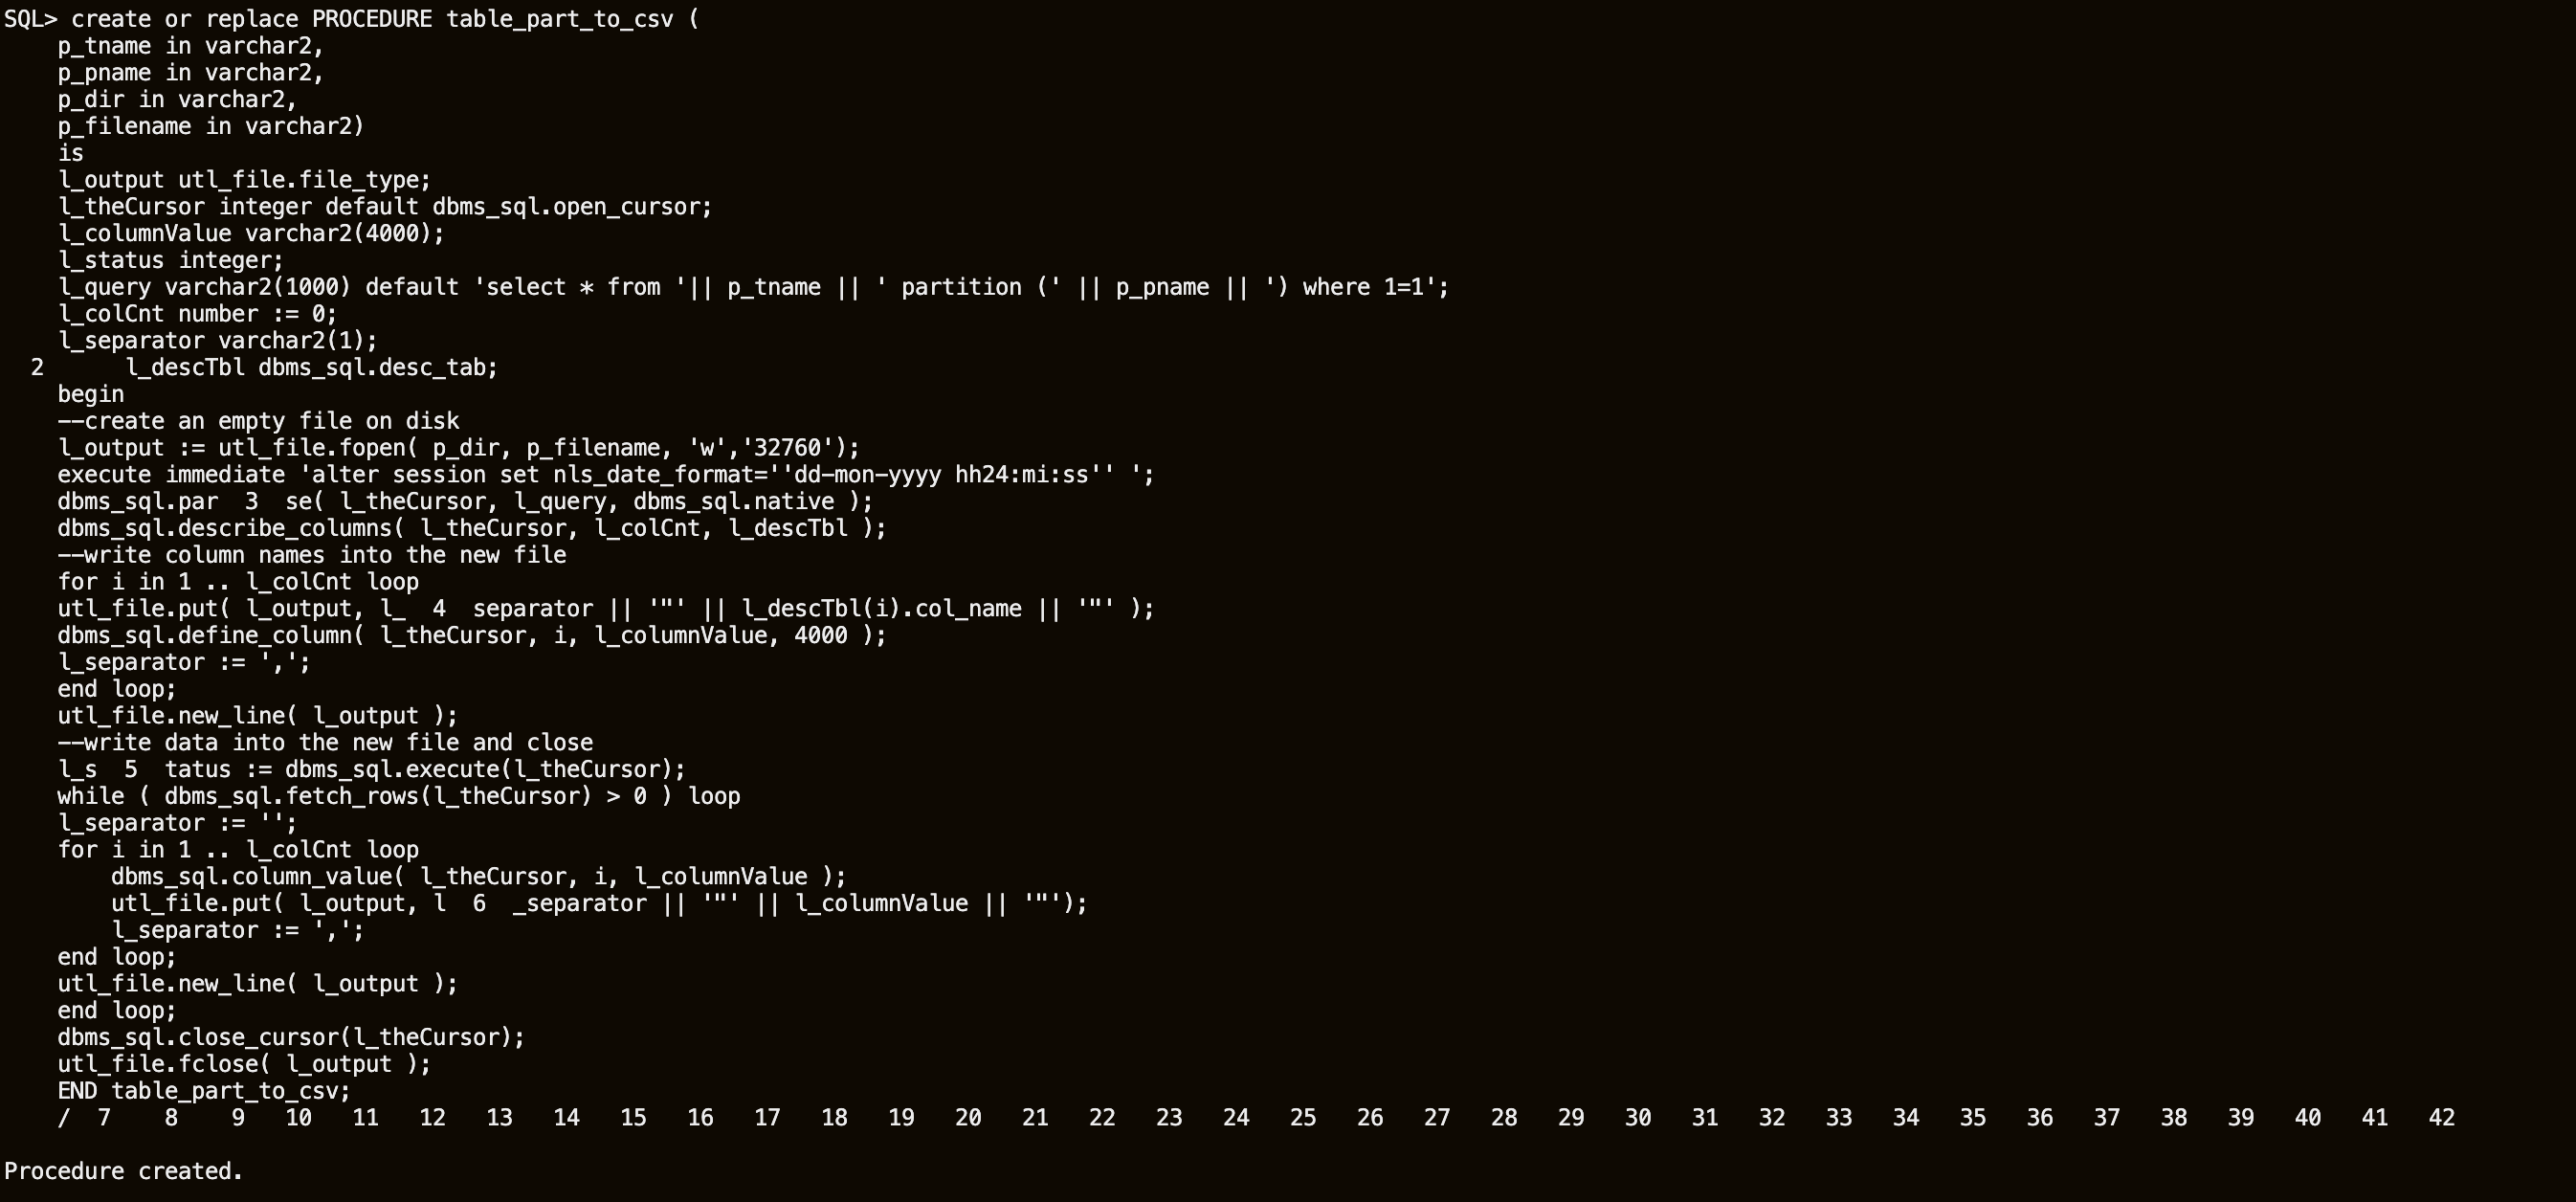 SQL> create or replace PROCEDURE table_part_to_csv (
    p_tname in varchar2,
    p_pname in varchar2,
    p_dir in varchar2,
    p_filename in varchar2)
    is
    l_output utl_file.file_type;
    l_theCursor integer default dbms_sql.open_cursor;
    l_columnValue varchar2(4000);
    l_status integer;
    l_query varchar2(1000) default 'select * from '|| p_tname || ' partition (' || p_pname || ') where 1=1';
    l_colCnt number := 0;
    l_separator varchar2(1);
  2      l_descTbl dbms_sql.desc_tab;
    begin
    --create an empty file on disk
    l_output := utl_file.fopen( p_dir, p_filename, 'w','32760');
    execute immediate 'alter session set nls_date_format=''dd-mon-yyyy hh24:mi:ss'' ';
    dbms_sql.par  3  se( l_theCursor, l_query, dbms_sql.native );
    dbms_sql.describe_columns( l_theCursor, l_colCnt, l_descTbl );
    --write column names into the new file
    for i in 1 .. l_colCnt loop
    utl_file.put( l_output, l_  4  separator || '"' || l_descTbl(i).col_name || '"' );
    dbms_sql.define_column( l_theCursor, i, l_columnValue, 4000 );
    l_separator := ',';
    end loop;
    utl_file.new_line( l_output );
    --write data into the new file and close
    l_s  5  tatus := dbms_sql.execute(l_theCursor);
    while ( dbms_sql.fetch_rows(l_theCursor) > 0 ) loop
    l_separator := '';
    for i in 1 .. l_colCnt loop
        dbms_sql.column_value( l_theCursor, i, l_columnValue );
        utl_file.put( l_output, l  6  _separator || '"' || l_columnValue || '"');
        l_separator := ',';
    end loop;
    utl_file.new_line( l_output );
    end loop;
    dbms_sql.close_cursor(l_theCursor);
    utl_file.fclose( l_output );
    END table_part_to_csv;
    /  7    8    9   10   11   12   13   14   15   16   17   18   19   20   21   22   23   24   25   26   27   28   29   30   31   32   33   34   35   36   37   38   39   40   41   42
Procedure created.